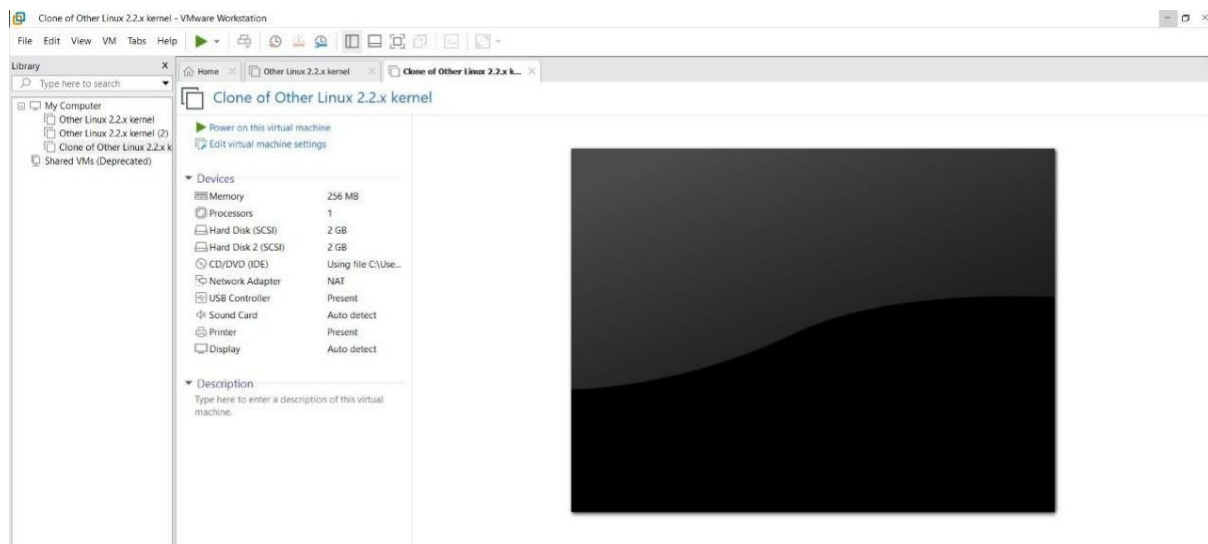 Clone of Other Linux 2.2.x kernel - VMware Workstation
File Edit View VM Tabs Help
Library X
Type here to search
My Computer
Other Linux 2.2.x kernel
Other Linux 2.2.x kernel (2)
Clone of Other Linux 2.2.x k
Shared VMs (Deprecated)
Home Other Linux 2.2.x kernel Clone of Other Linux 2.2.x k...
Clone of Other Linux 2.2.x kernel
Power on this virtual machine
Edit virtual machine settings
Devices
Memory 256 MB
Processors 1
Hard Disk (SCSI) 2 GB
Hard Disk 2 (SCSI) 2 GB
CD/DVD (IDE) Using file C:\Use...
Network Adapter NAT
USB Controller Present
Sound Card Auto detect
Printer Present
Display Auto detect
Description
Type here to enter a description of this virtual
machine.